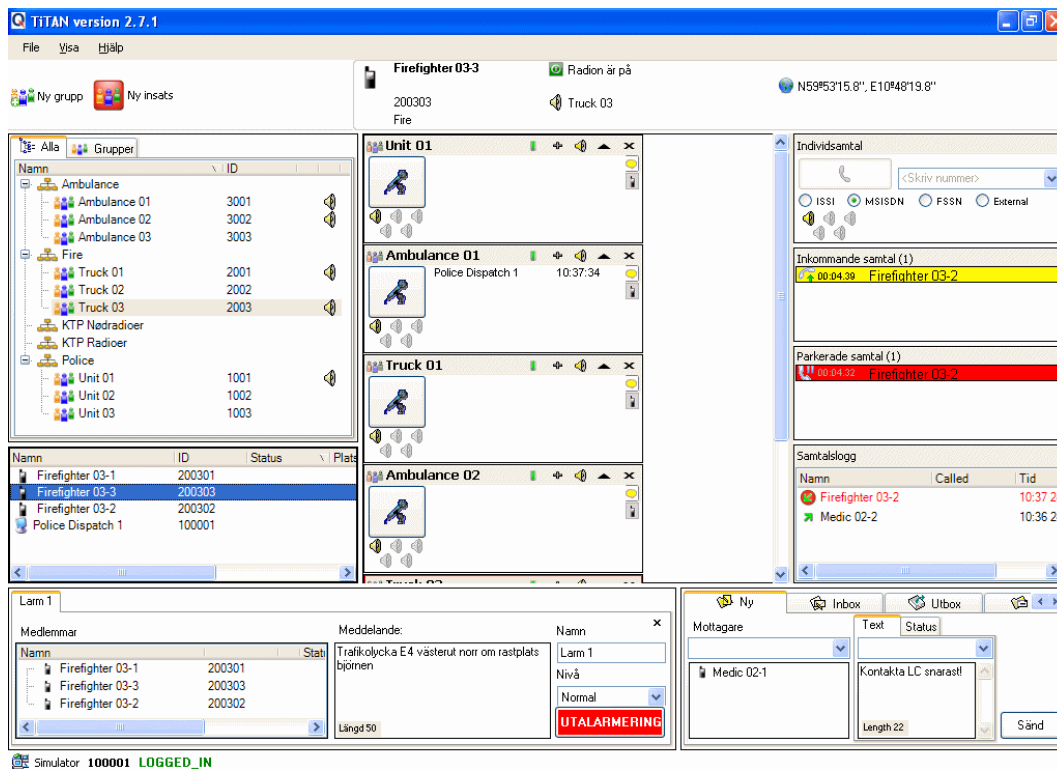 TiTAN version 2.7.1
File Visa Hjälp
Ny grupp Ny insats
Firefighter 03-3 Radion är på
200303 Truck 03
Fire
N59º53'15.8'', E10º48'19.8''
Alla Grupper
Namn \ ID
Ambulance
Ambulance 01 3001
Ambulance 02 3002
Ambulance 03 3003
Fire
Truck 01 2001
Truck 02 2002
Truck 03 2003
KTP Nødradioer
KTP Radioer
Police
Unit 01 1001
Unit 02 1002
Unit 03 1003
Namn ID Status \ Plats
Firefighter 03-1 200301
Firefighter 03-3 200303
Firefighter 03-2 200302
Police Dispatch 1 100001
Unit 01
Ambulance 01
Police Dispatch 1 10:37:34
Truck 01
Ambulance 02
Individsamtal
<Skriv nummer>
ISSI MSISDN FSSN External
Inkommande samtal (1)
00:04.39 Firefighter 03-2
Parkerade samtal (1)
00:04.32 Firefighter 03-2
Samtalslogg
Namn Called Tid
Firefighter 03-2 10:37 2
Medic 02-2 10:36 2
Larm 1
Medlemmar
Namn Stat
Firefighter 03-1 200301
Firefighter 03-3 200303
Firefighter 03-2 200302
Meddelande:
Trafikolycka E4 västerut norr om rastplats
björnen
Längd 50
Namn
Larm 1
Nivå
Normal
UTALARMERING
Ny Inbox Utbox
Mottagare
Medic 02-1
Text Status
Kontakta LC snarast!
Length 22
Sänd
Simulator 100001 LOGGED_IN